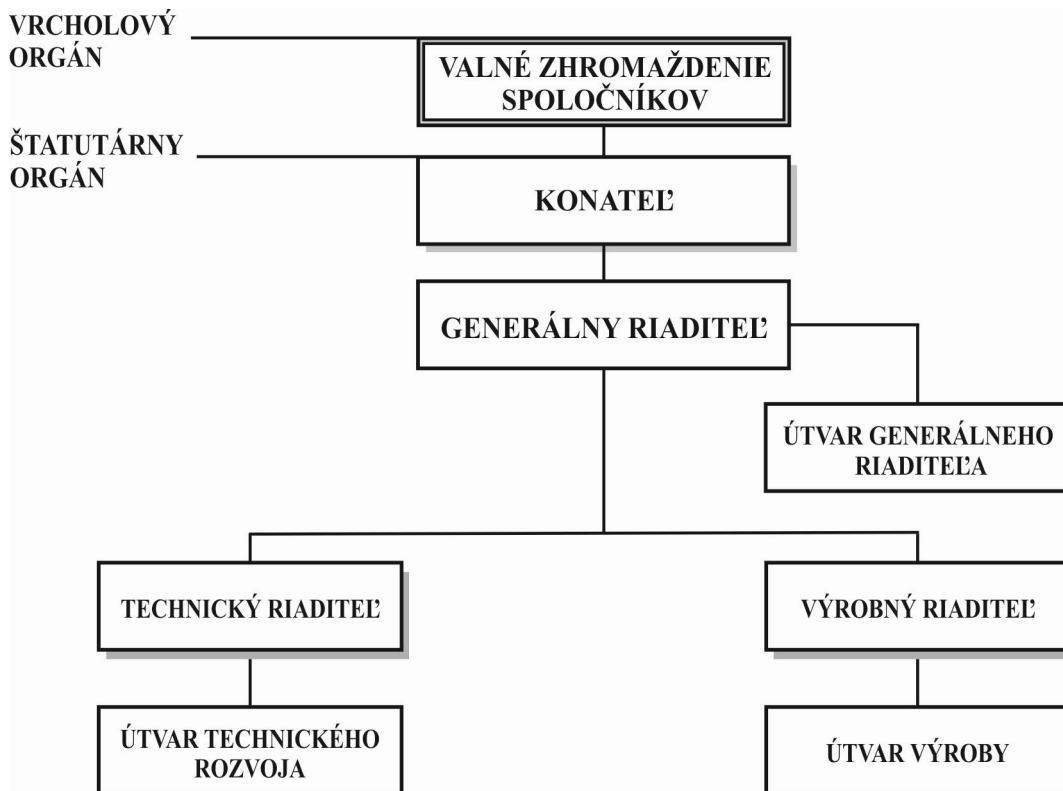 VRCHOLOVÝ
ORGÁN
VALNÉ ZHROMAŽDENIE
SPOLOČNÍKOV
ŠTATUTÁRNY
ORGÁN
KONATEĽ
GENERÁLNY RIADITEĽ
ÚTVAR GENERÁLNEHO
RIADITEĽA
TECHNICKÝ RIADITEĽ
VÝROBNÝ RIADITEĽ
ÚTVAR TECHNICKÉHO
ROZVOJA
ÚTVAR VÝROBY